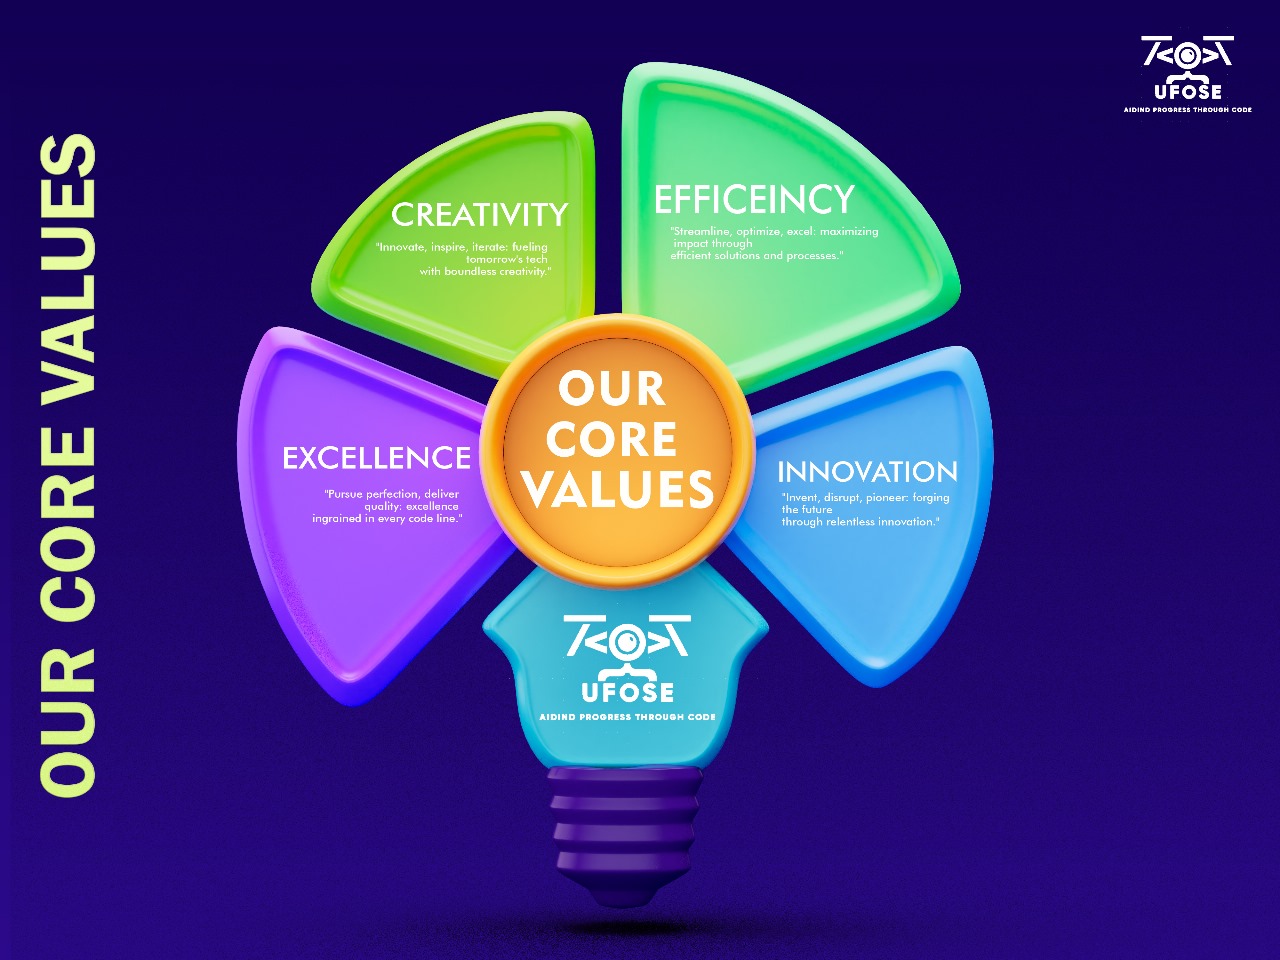 OUR CORE VALUES
UFOSE
AIDIND PROGRESS THROUGH CODE
CREATIVITY
"Innovate, inspire, iterate: fueling
tomorrow's tech
with boundless creativity."
EFFICEINCY
"Streamline, optimize, excel: maximizing
impact through
efficient solutions and processes."
EXCELLENCE
"Pursue perfection, deliver
quality: excellence
ingrained in every code line."
OUR
CORE
VALUES
INNOVATION
"Invent, disrupt, pioneer: forging
the future
through relentless innovation."
UFOSE
AIDIND PROGRESS THROUGH CODE